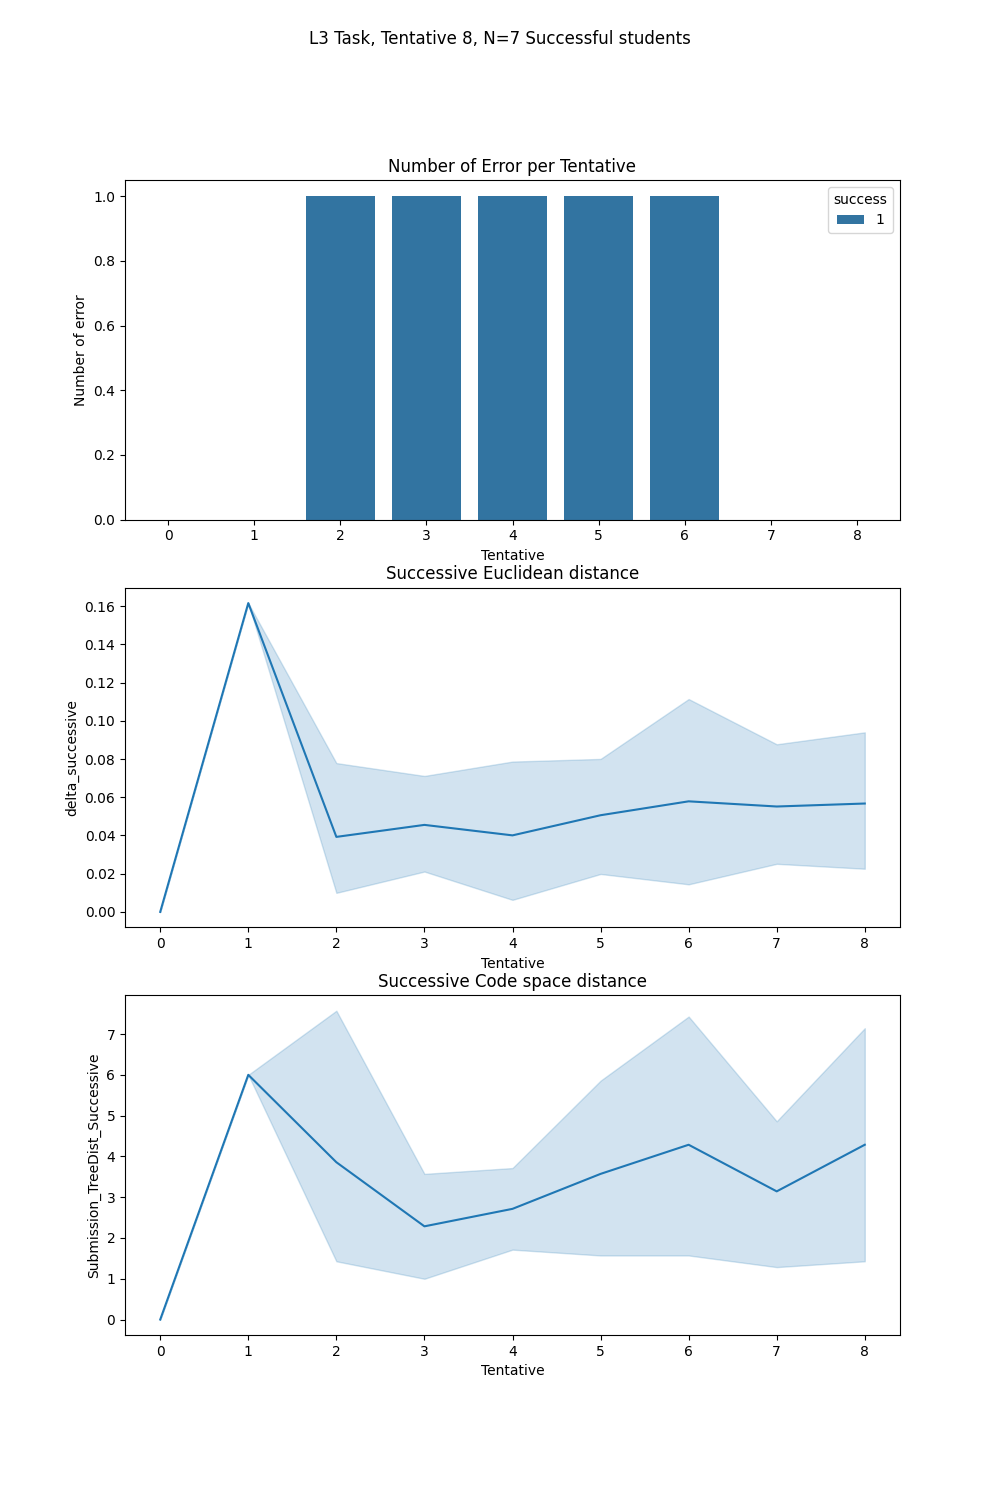 L3 Task, Tentative 8, N=7 Successful students
Number of Error per Tentative
success
1
1.0
0.8
0.6
0.4
0.2
0.0
Number of error
0 1 2 3 4 5 6 7 8
Tentative
Successive Euclidean distance
0.16
0.14
0.12
0.10
0.08
0.06
0.04
0.02
0.00
delta_successive
0 1 2 3 4 5 6 7 8
Tentative
Successive Code space distance
7
6
5
4
3
2
1
0
Submission_TreeDist_Successive
0 1 2 3 4 5 6 7 8
Tentative